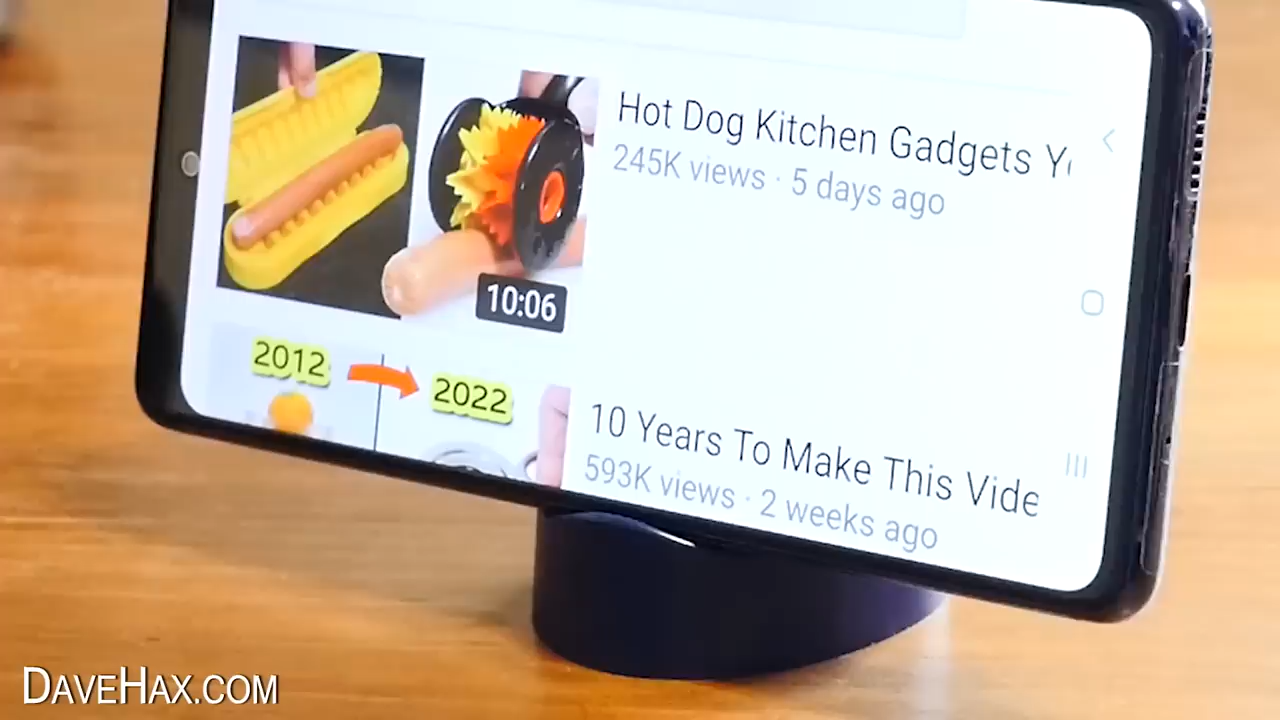 Hot Dog Kitchen Gadgets
245K views · 5 days ago
10:06
2012
2022
10 Years To Make This
593K views · 2 weeks ago
DAVEHAX.COM